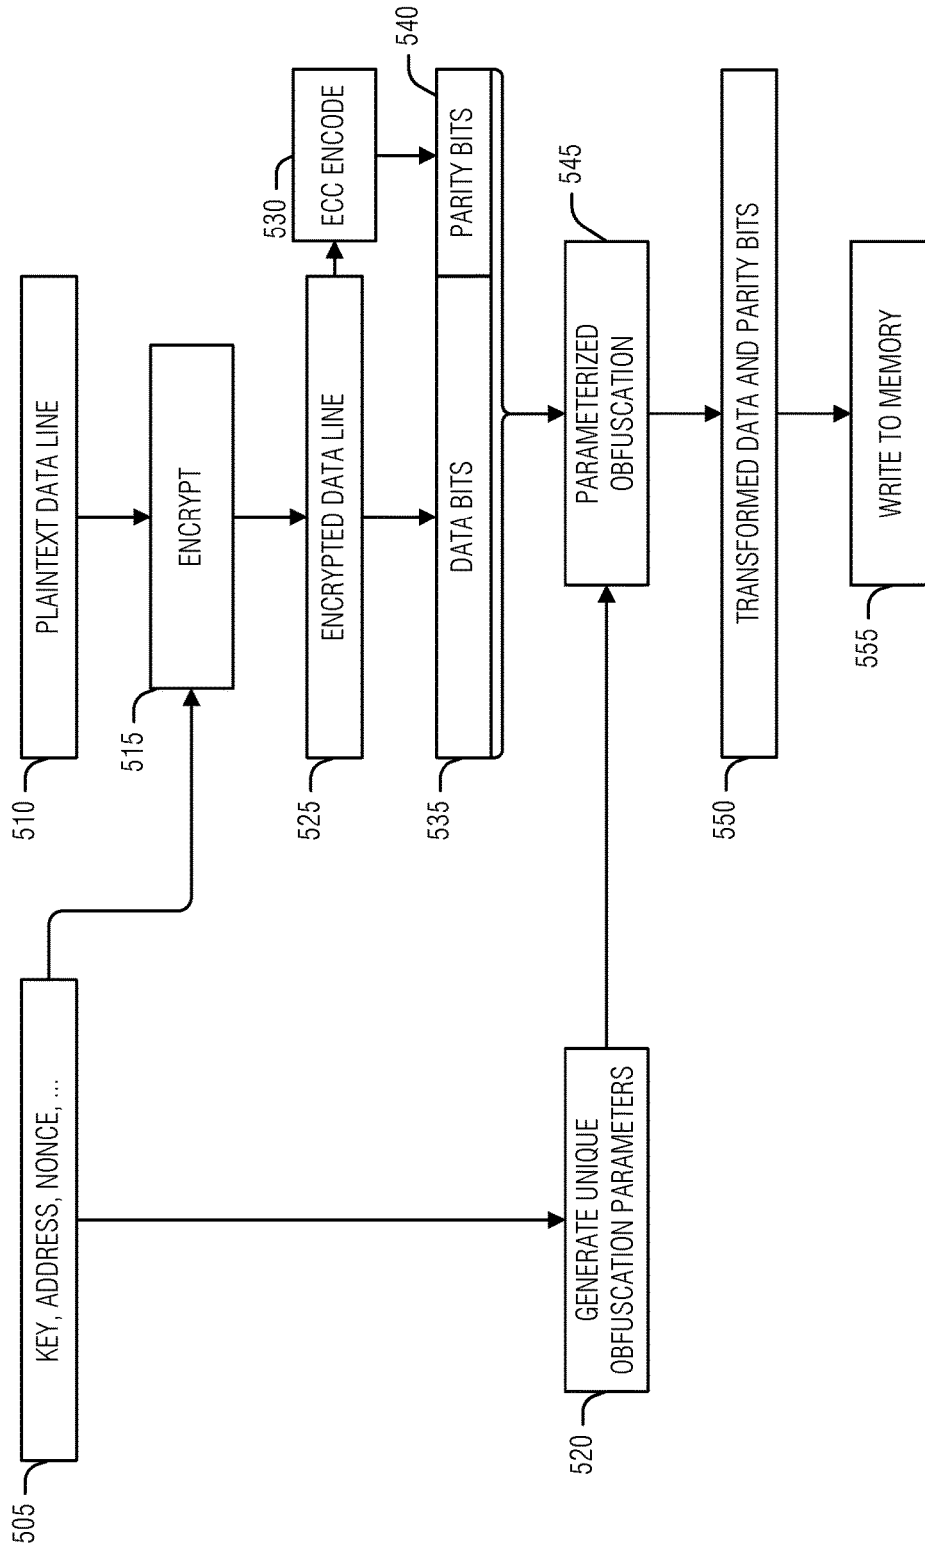 505
KEY, ADDRESS, NONCE, ...
510
PLAINTEXT DATA LINE
515
ENCRYPT
525
ENCRYPTED DATA LINE
530
ECC ENCODE
535
DATA BITS
PARITY BITS
540
520
GENERATE UNIQUE
OBFUSCATION PARAMETERS
PARAMETERIZED
OBFUSCATION
545
550
TRANSFORMED DATA AND PARITY BITS
555
WRITE TO MEMORY